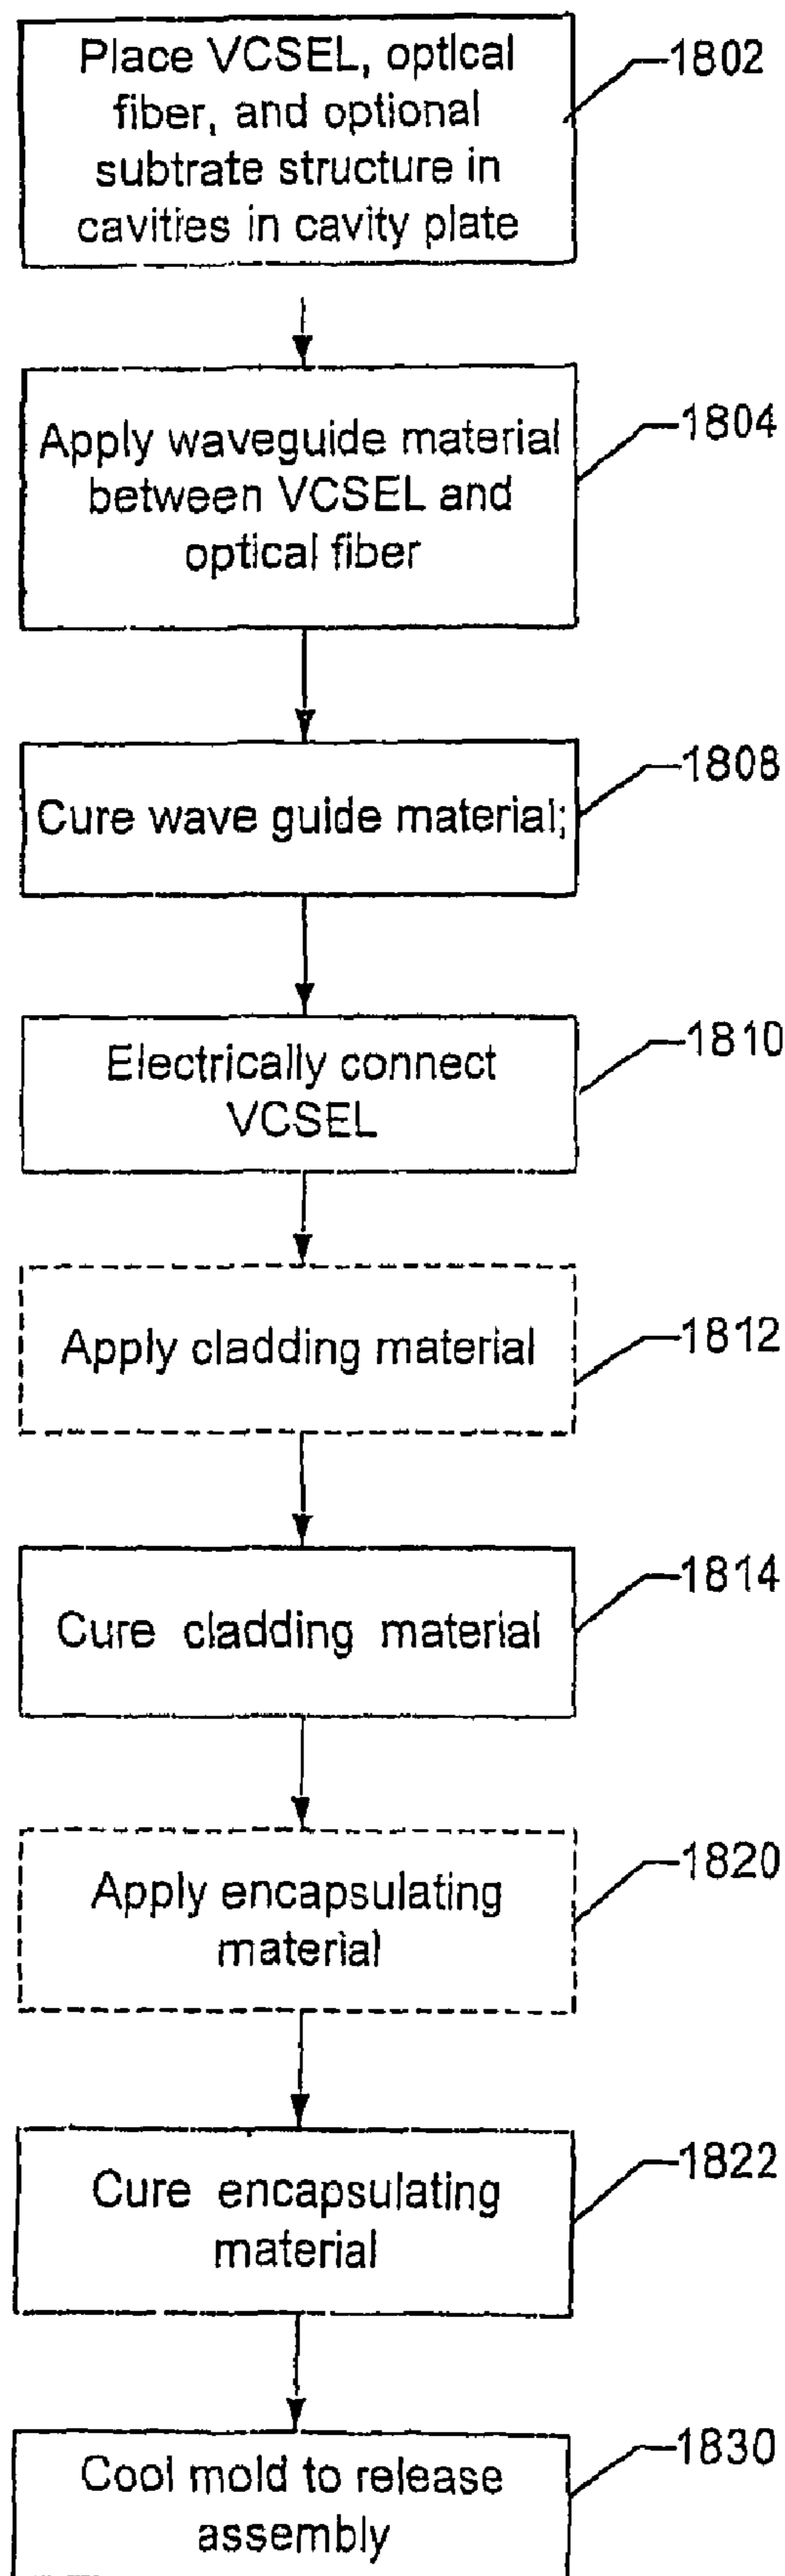 Place VCSEL, optical
fiber, and optional
subtrate structure in
cavities in cavity plate
1802
Apply waveguide material
between VCSEL and
optical fiber
1804
Cure wave guide material;
1808
Electrically connect
VCSEL
1810
Apply cladding material
1812
Cure cladding material
1814
Apply encapsulating
material
1820
Cure encapsulating
material
1822
Cool mold to release
assembly
1830